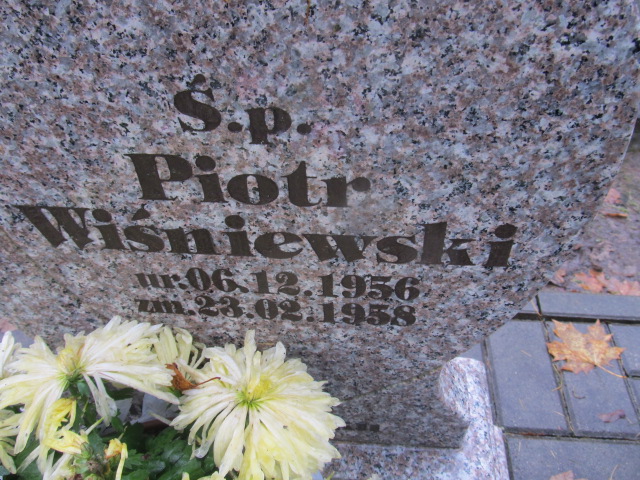 Ś.p.
Piotr
Wiśniewski
ur.06.12.1956
zm.23.02.1958